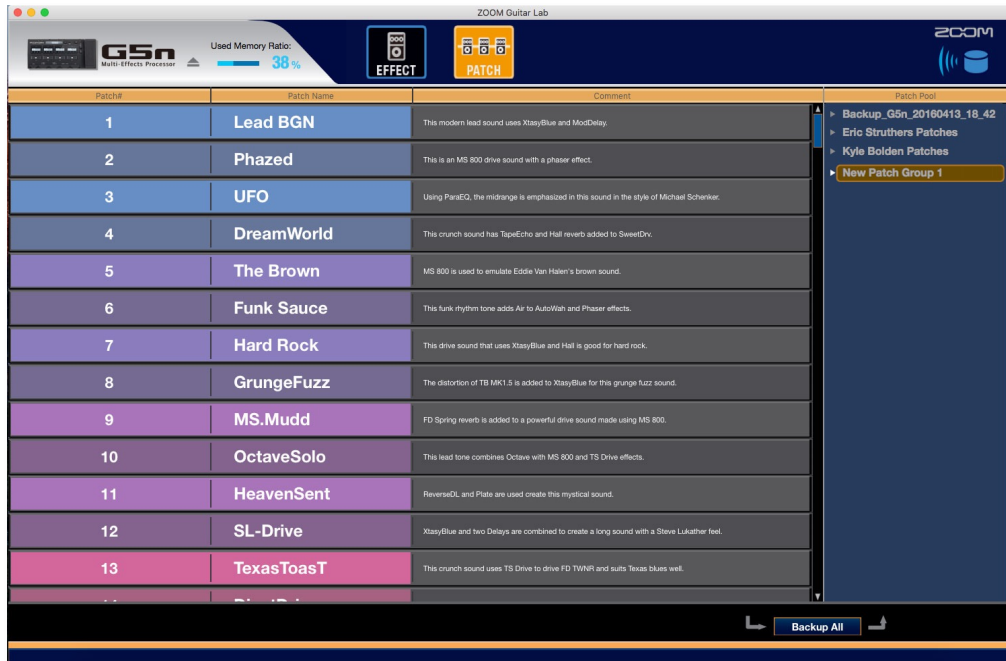 ZOOM Guitar Lab
G5n
Multi-Effects Processor
Used Memory Ratio:
38 %
EFFECT
PATCH
ZOOM
Patch# Patch Name Comment Patch Pool
1 Lead BGN This modern lead sound uses XtasyBlue and ModDelay.
2 Phazed This is an MS 800 drive sound with a phaser effect.
3 UFO Using ParaEQ, the midrange is emphasized in this sound in the style of Michael Schenker.
4 DreamWorld This crunch sound has TapeEcho and Hall reverb added to SweetDrv.
5 The Brown MS 800 is used to emulate Eddie Van Halen's brown sound.
6 Funk Sauce This funk rhythm tone adds Air to AutoWah and Phaser effects.
7 Hard Rock This drive sound that uses XtasyBlue and Hall is good for hard rock.
8 GrungeFuzz The distortion of TB MK1.5 is added to XtasyBlue for this grunge fuzz sound.
9 MS.Mudd FD Spring reverb is added to a powerful drive sound made using MS 800.
10 OctaveSolo This lead tone combines Octave with MS 800 and TS Drive effects.
11 HeavenSent ReverseDL and Plate are used create this mystical sound.
12 SL-Drive XtasyBlue and two Delays are combined to create a long sound with a Steve Lukather feel.
13 TexasToasT This crunch sound uses TS Drive to drive FD TWNR and suits Texas blues well.
Backup_G5n_20160413_18_42
Eric Struthers Patches
Kyle Bolden Patches
New Patch Group 1
Backup All